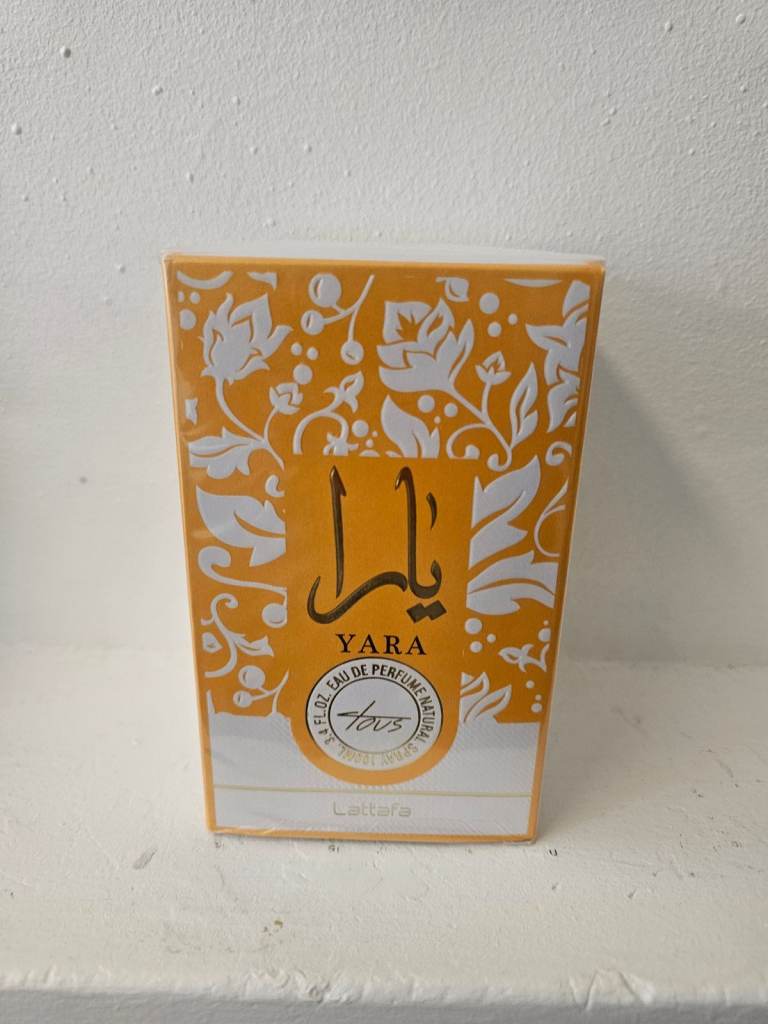 يارا
YARA
3.4 FL.OZ. EAU DE PERFUME NATURAL SPRAY 100ML,
tous
Lattafa